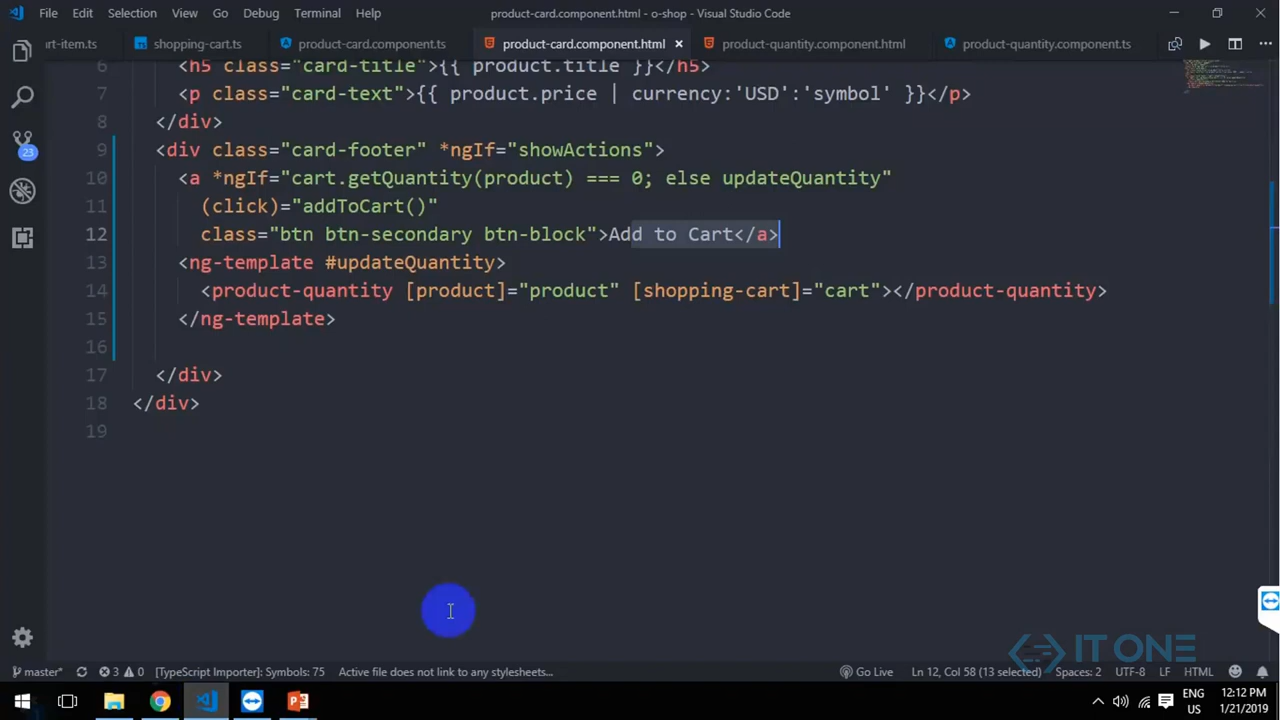 File Edit Selection View Go Debug Terminal Help product-card.component.html - o-shop - Visual Studio Code
rt-item.ts shopping-cart.ts product-card.component.ts product-card.component.html product-quantity.component.html product-quantity.component.ts
6 <h5 class="card-title">{{ product.title }}</h5>
7 <p class="card-text">{{ product.price | currency:'USD':'symbol' }}</p>
8 </div>
9 <div class="card-footer" *ngIf="showActions">
10 <a *ngIf="cart.getQuantity(product) === 0; else updateQuantity"
11 (click)="addToCart()"
12 class="btn btn-secondary btn-block">Add to Cart</a>
13 <ng-template #updateQuantity>
14 <product-quantity [product]="product" [shopping-cart]="cart"></product-quantity>
15 </ng-template>
16
17 </div>
18 </div>
19
23
IT ONE
master* 3 0 [TypeScript Importer]: Symbols: 75 Active file does not link to any stylesheets... Go Live Ln 12, Col 58 (13 selected) Spaces: 2 UTF-8 LF HTML
ENG 12:12 PM
US 1/21/2019